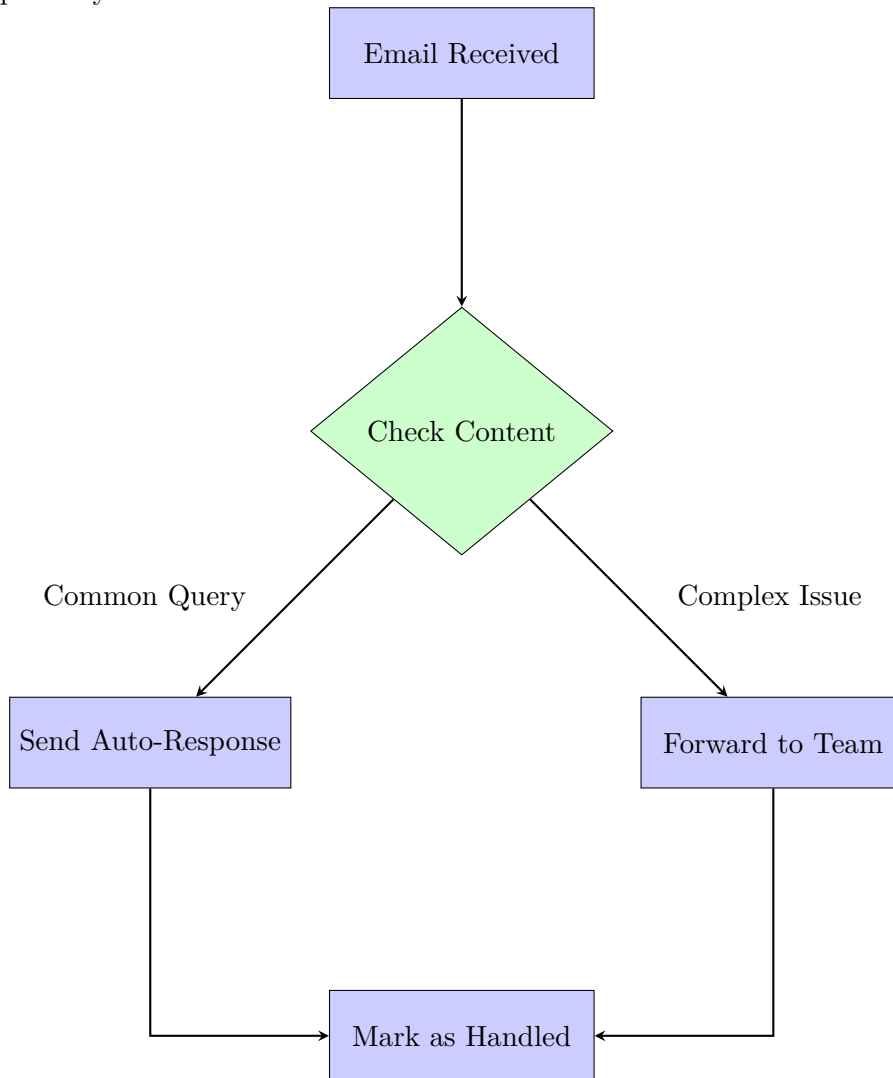 Email Received
Check Content
Common Query
Complex Issue
Send Auto-Response
Forward to Team
Mark as Handled